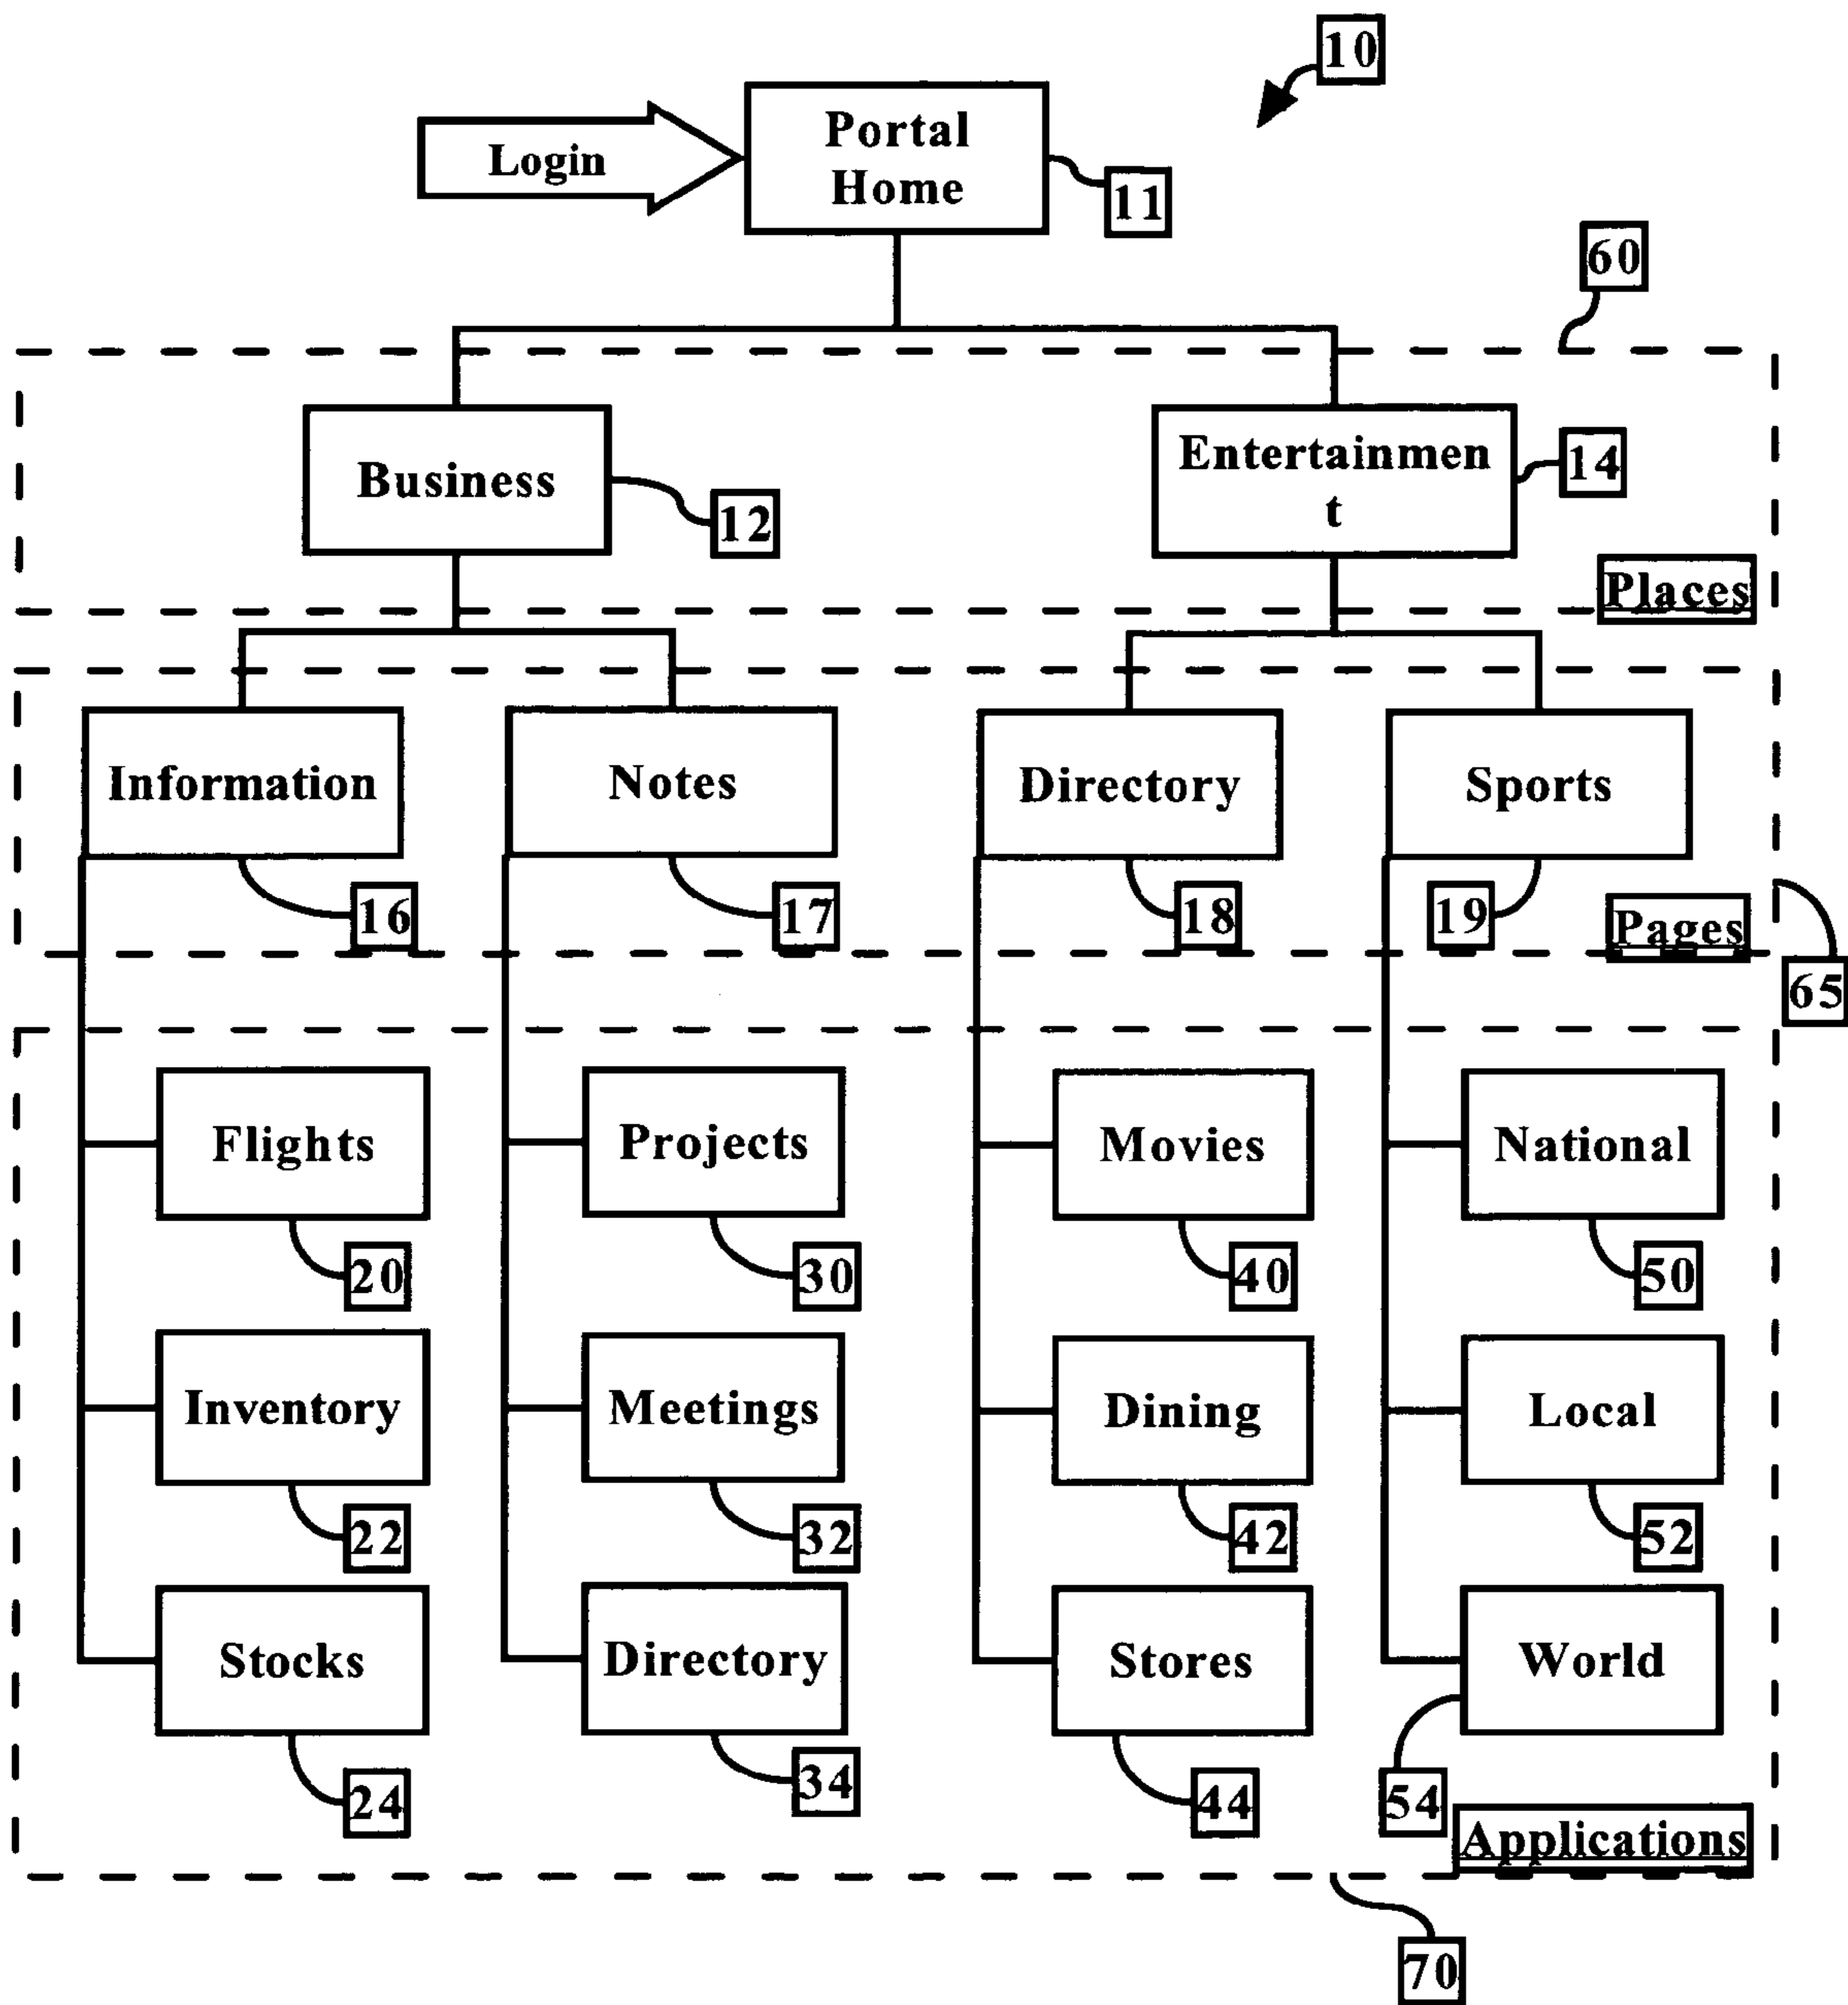 10
Portal
Home
Login
11
60
Business
12
Entertainmen
t
14
Places
Information
Notes
Directory
Sports
16
17
18
19
Pages
65
Flights
Projects
Movies
National
20
30
40
50
Inventory
Meetings
Dining
Local
22
32
42
52
Stocks
Directory
Stores
World
24
34
44
54
Applications
70